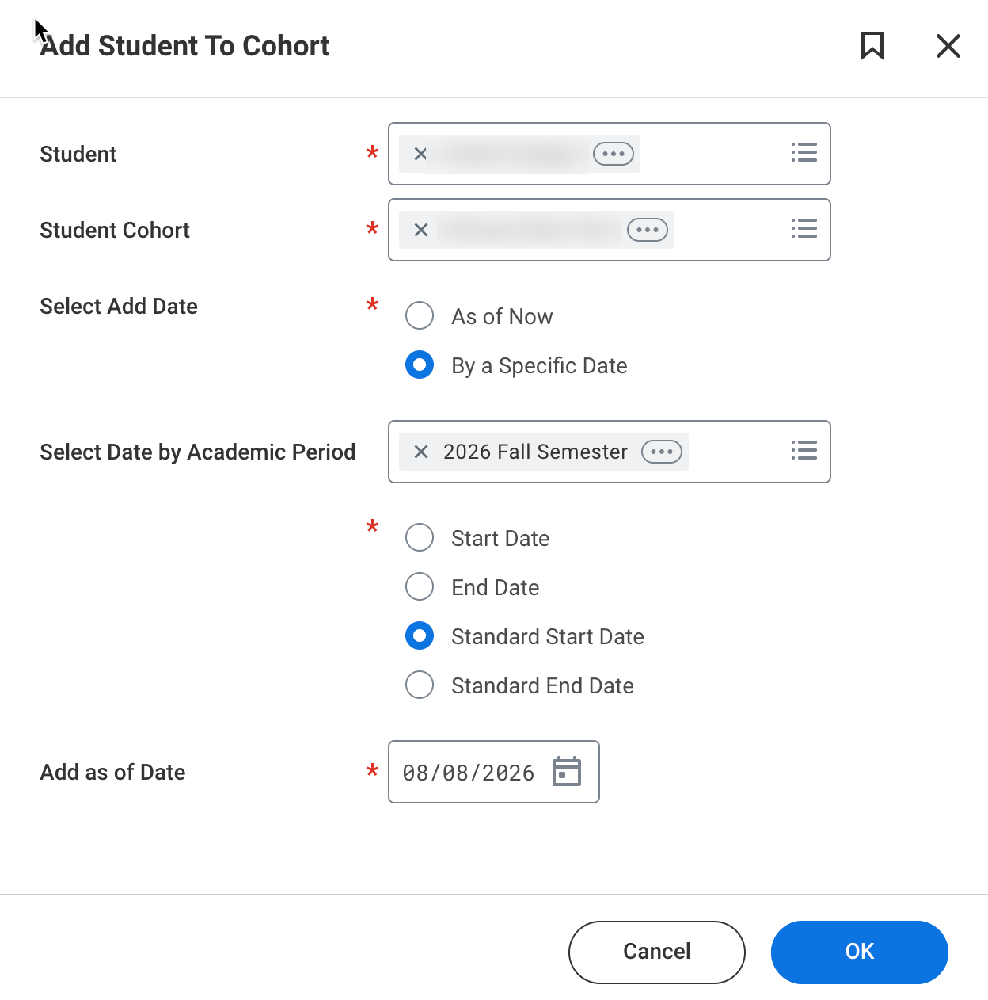 Add Student To Cohort
Student *
Student Cohort *
Select Add Date *
As of Now
By a Specific Date
Select Date by Academic Period
2026 Fall Semester
*
Start Date
End Date
Standard Start Date
Standard End Date
Add as of Date * 08/08/2026
Cancel OK